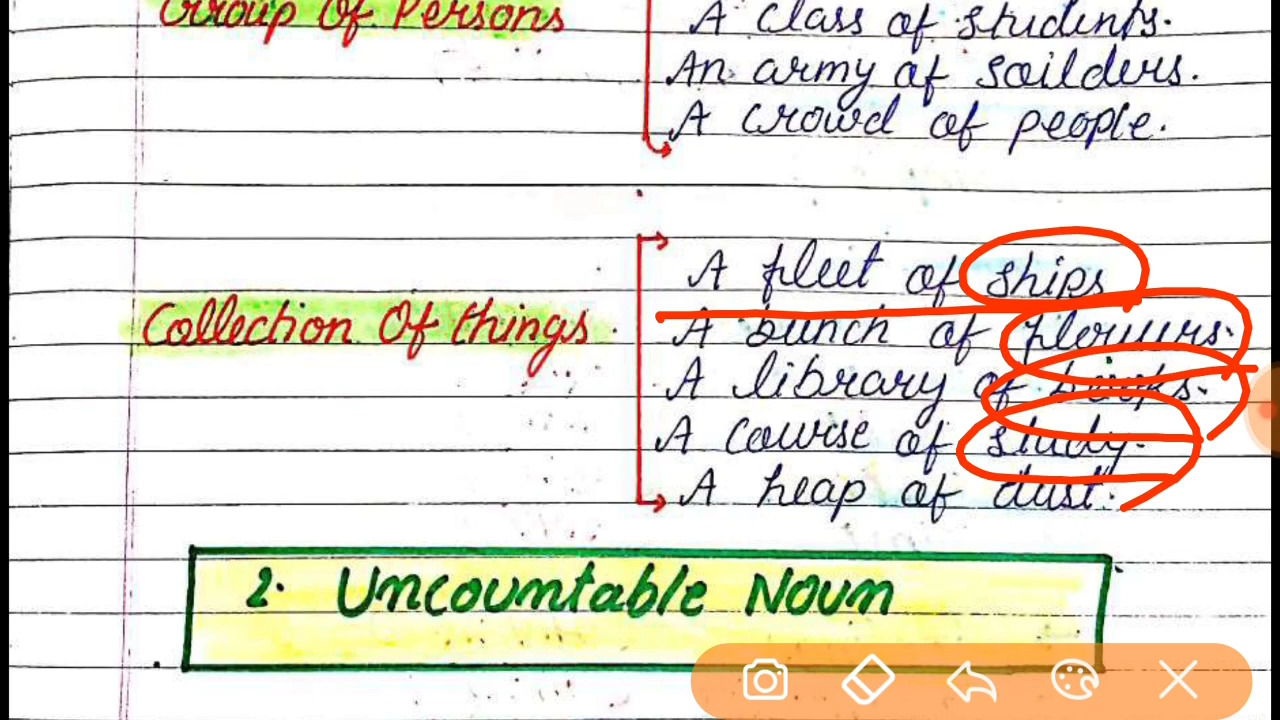 Group Of Persons
A class of students.
An army of soilders.
A crowd of people.
Collection Of things
A fleet of ships
A bunch of flowers.
A library of books.
A cource of study.
A heap of dust.
2. Uncountable Noun